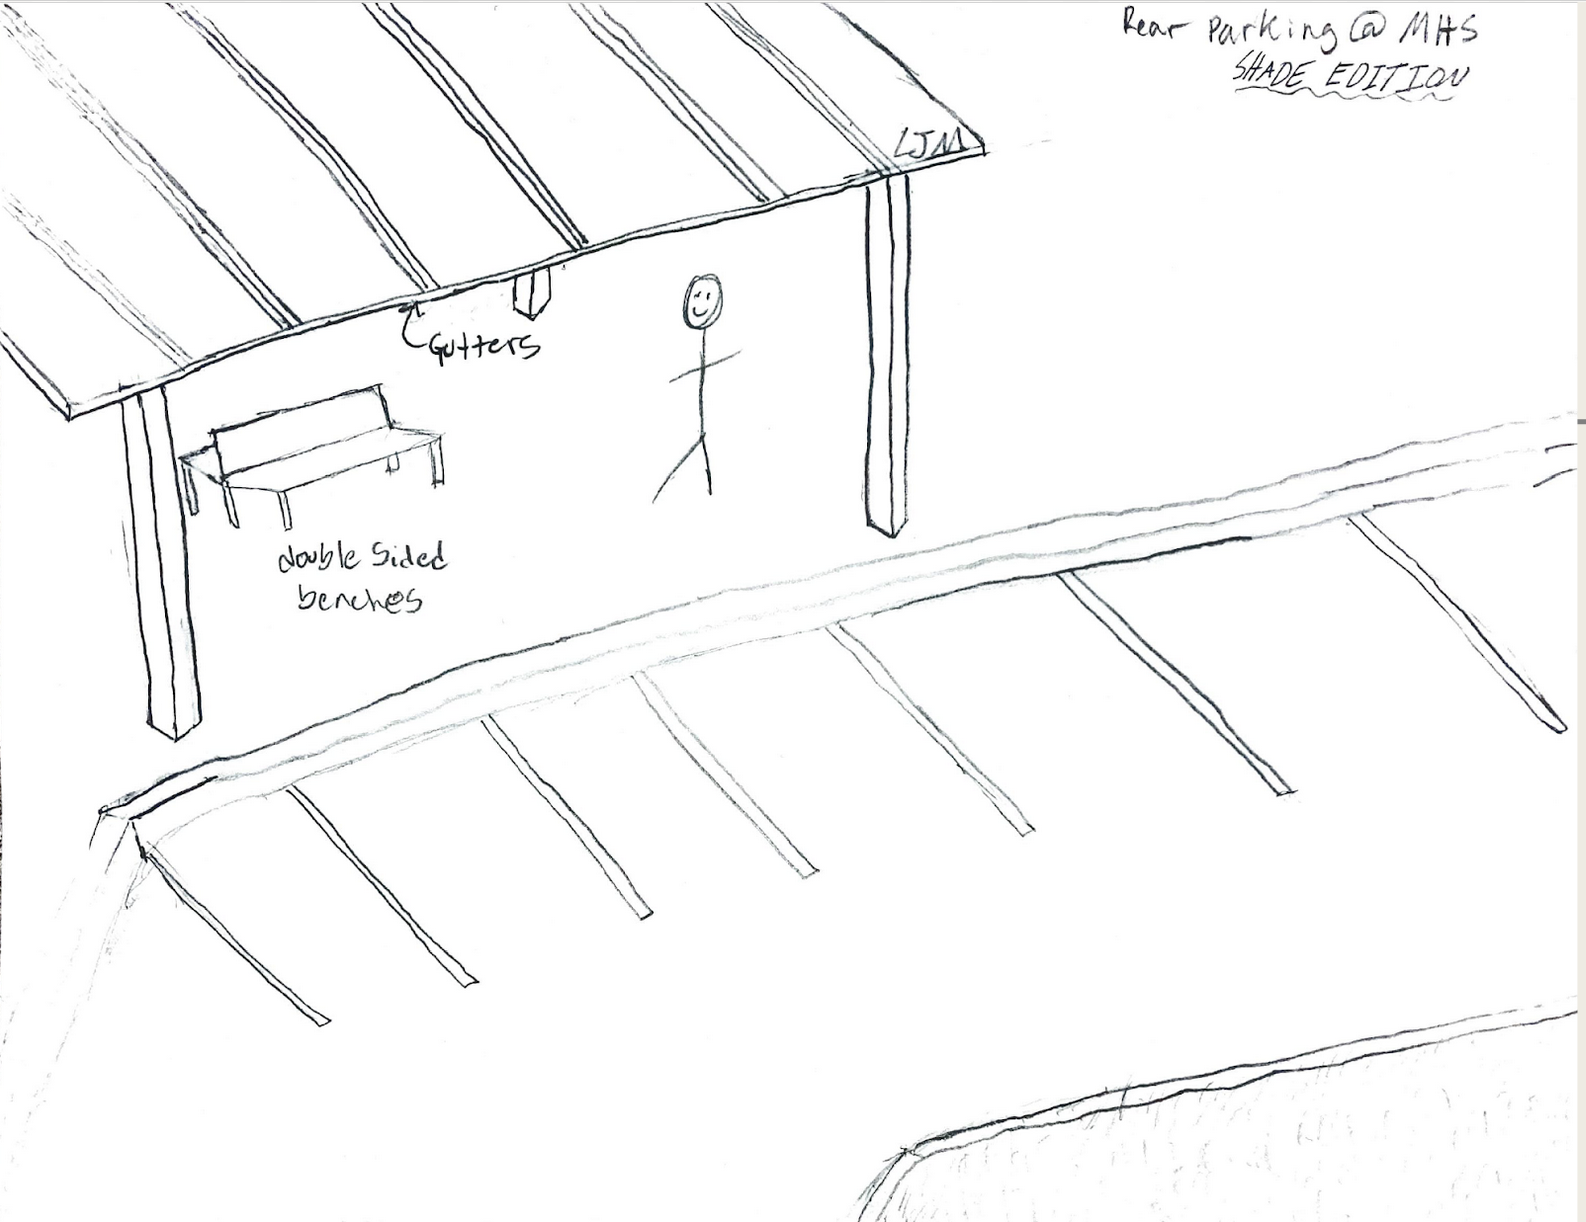 Rear Parking @ MHS
SHADE EDITION
LJM
Gutters
double Sided
benches